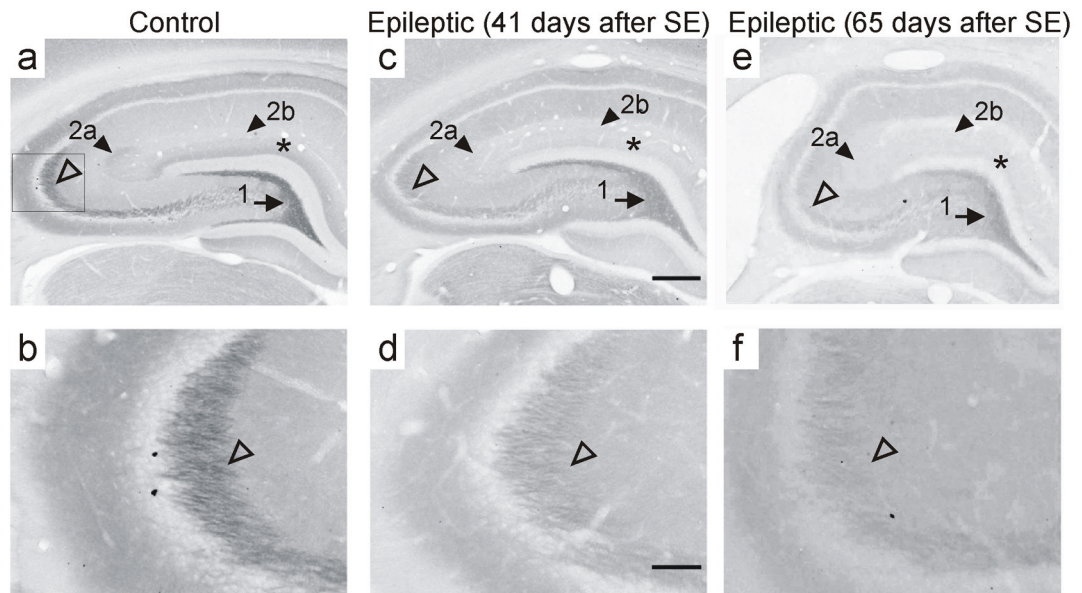 Control Epileptic (41 days after SE) Epileptic (65 days after SE)
a c e
2a 2b 2a 2b 2a 2b
* * *
1 1 1
b d f